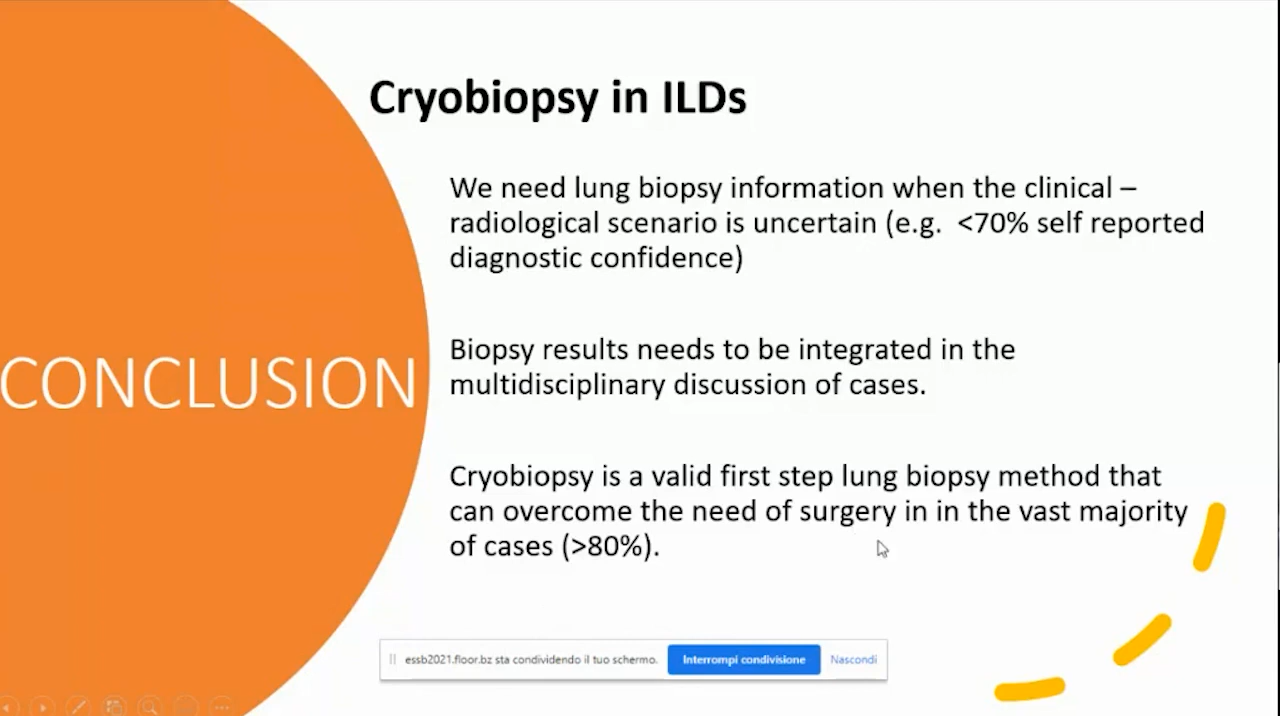 Cryobiopsy in ILDs
We need lung biopsy information when the clinical –
radiological scenario is uncertain (e.g.  <70% self reported
diagnostic confidence)
Biopsy results needs to be integrated in the
multidisciplinary discussion of cases.
CONCLUSION
Cryobiopsy is a valid first step lung biopsy method that
can overcome the need of surgery in in the vast majority
of cases (>80%).
essb2021.floor.bz sta condividendo il tuo schermo.
Interrompi condivisione
Nascondi